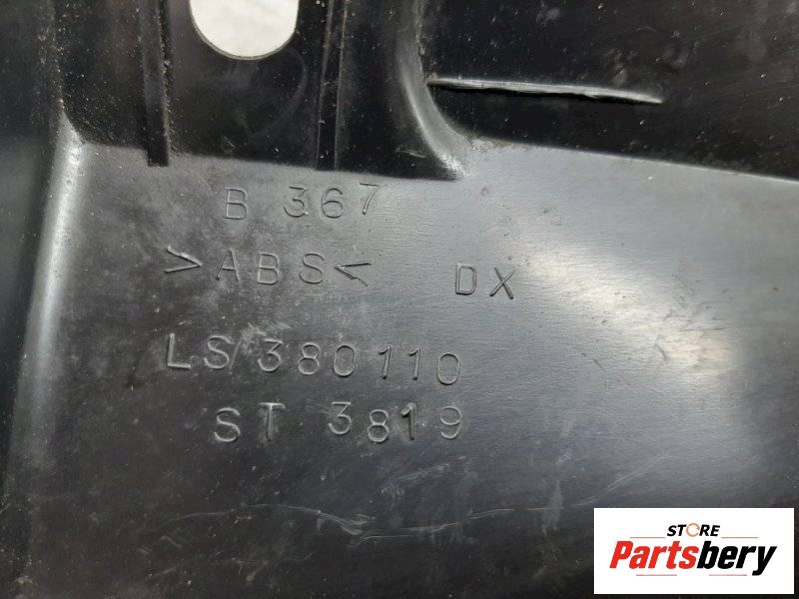 B 367
>ABS< DX
LS/380110
ST 3819
STORE
Partsbery